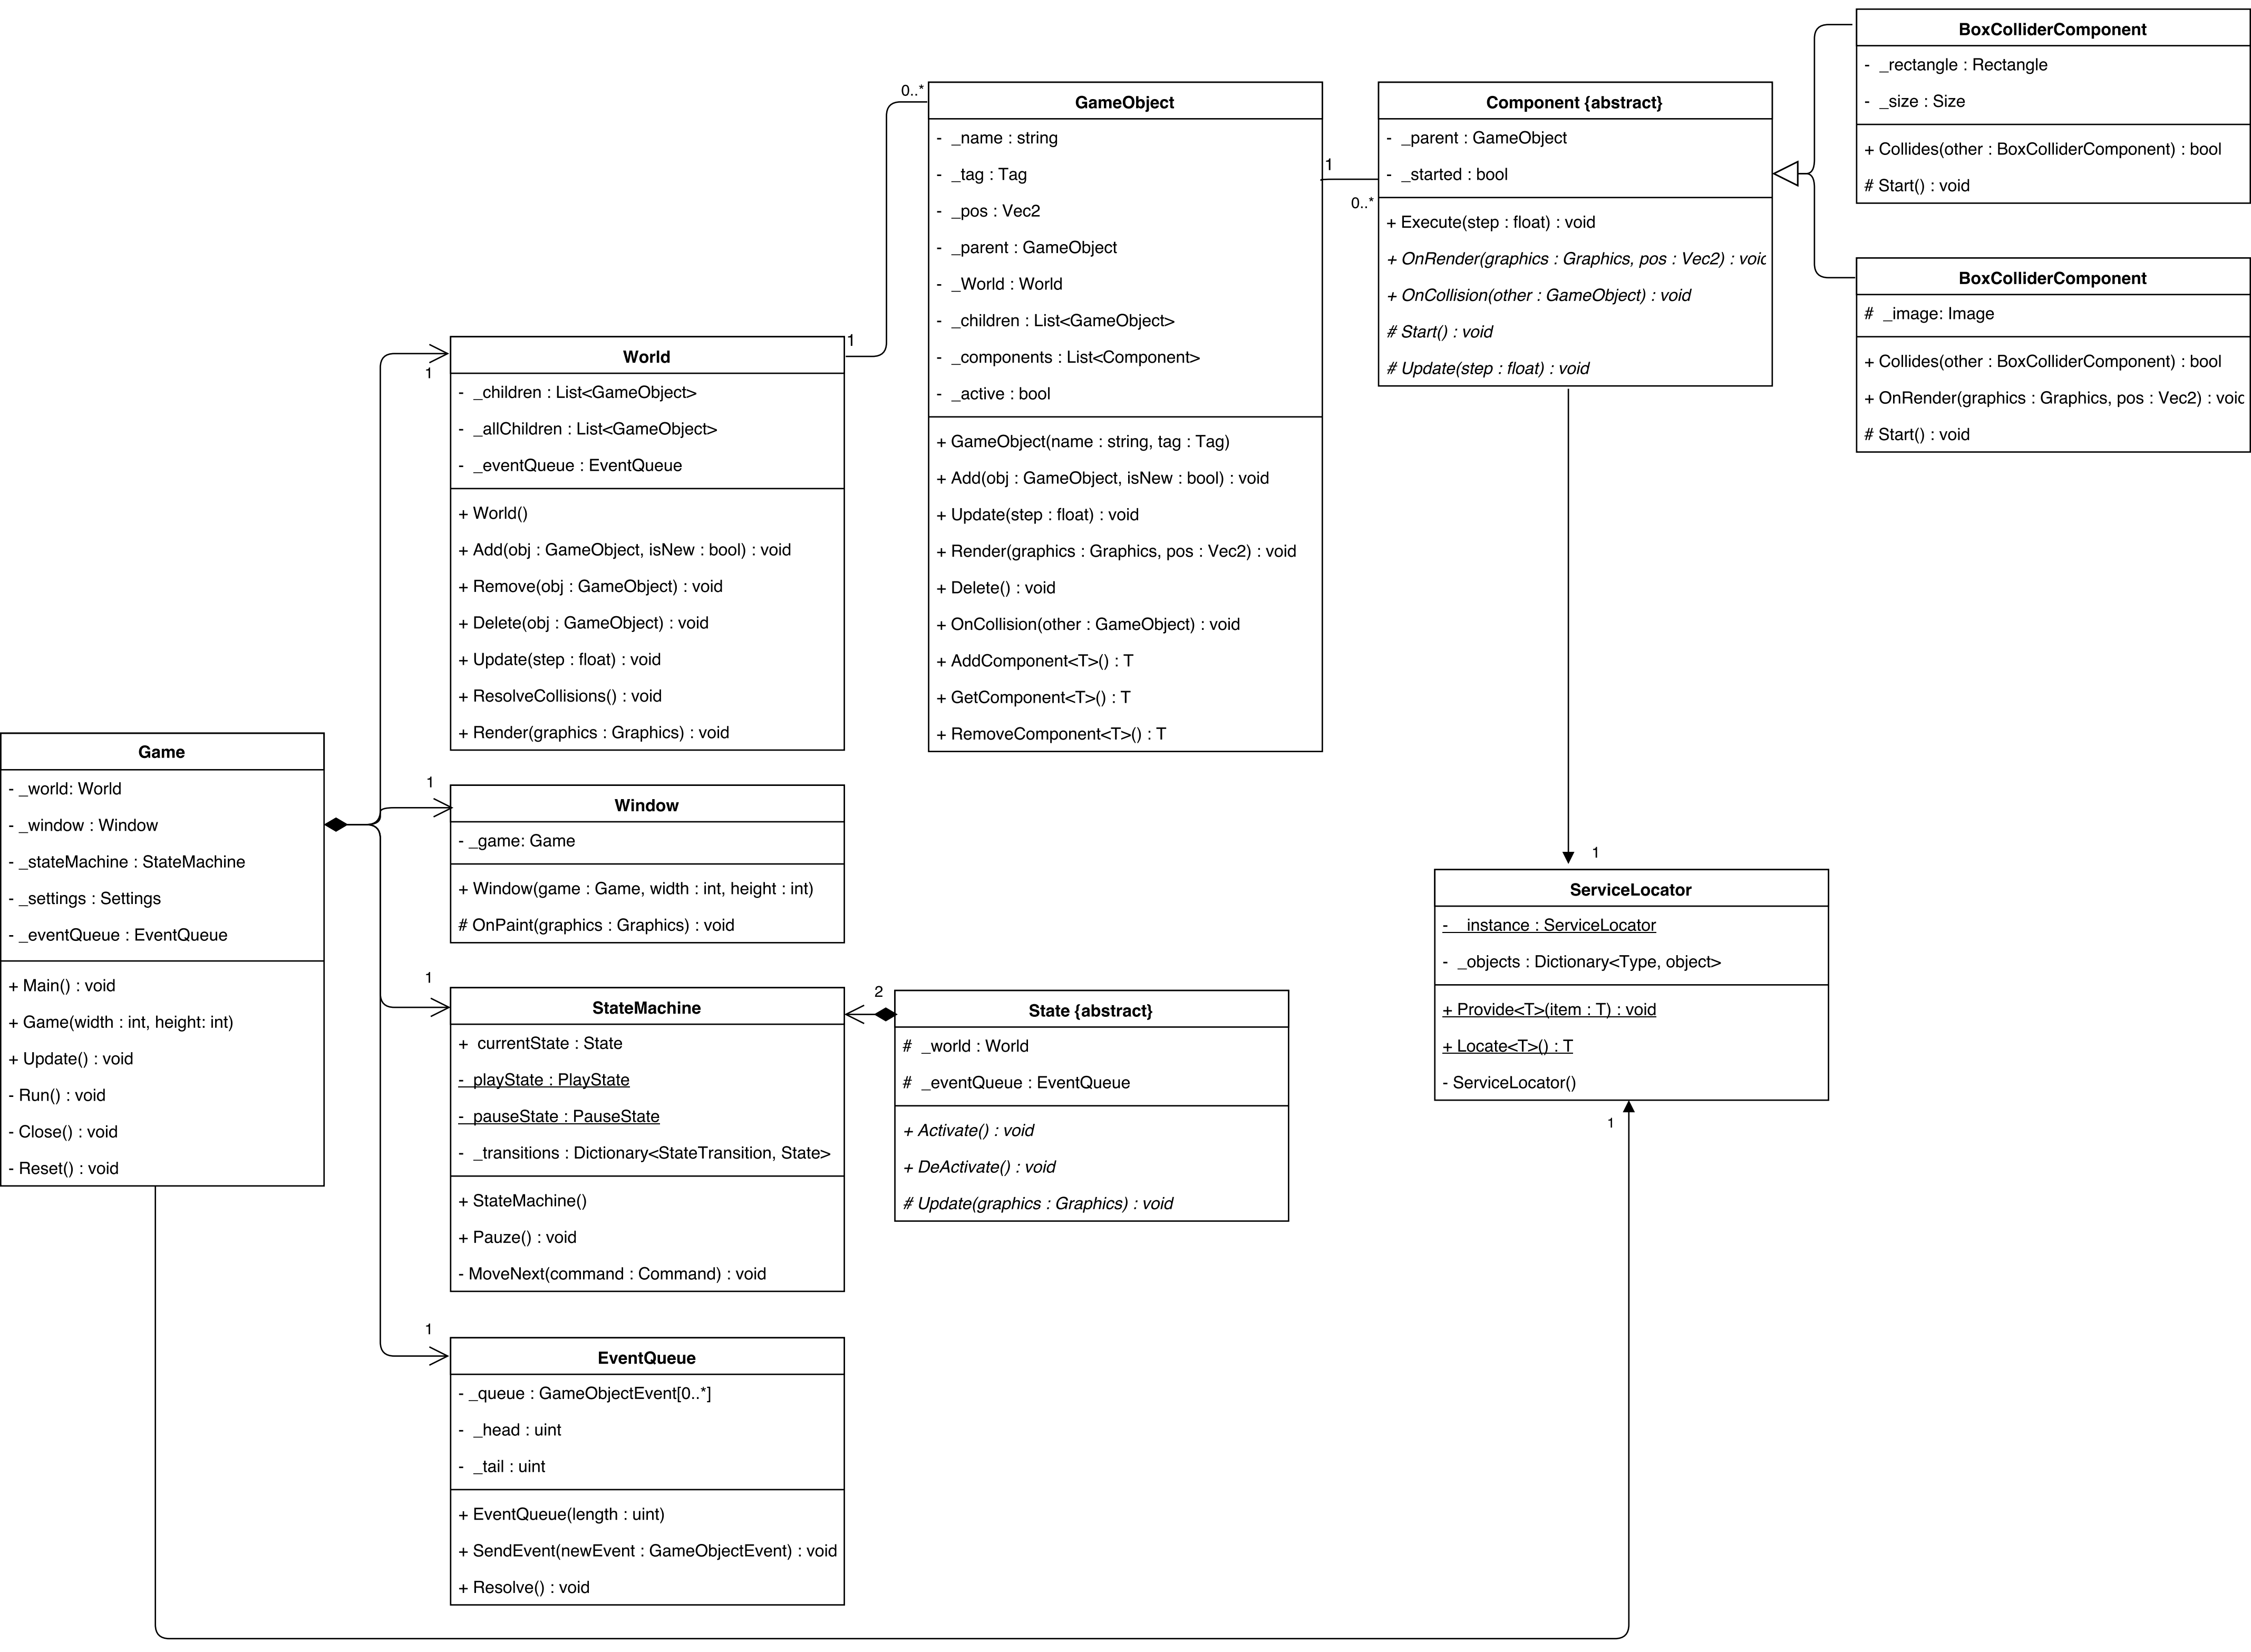 BoxColliderComponent
- _rectangle : Rectangle
- _size : Size
+ Collides(other : BoxColliderComponent) : bool
# Start() : void
BoxColliderComponent
# _image: Image
+ Collides(other : BoxColliderComponent) : bool
+ OnRender(graphics : Graphics, pos : Vec2) : voic
# Start() : void
Component {abstract}
- _parent : GameObject
- _started : bool
+ Execute(step : float) : void
+ OnRender(graphics : Graphics, pos : Vec2) : voic
+ OnCollision(other : GameObject) : void
# Start() : void
# Update(step : float) : void
1
0..*
0..*
GameObject
- _name : string
- _tag : Tag
- _pos : Vec2
- _parent : GameObject
- _World : World
- _children : List<GameObject>
- _components : List<Component>
- _active : bool
+ GameObject(name : string, tag : Tag)
+ Add(obj : GameObject, isNew : bool) : void
+ Update(step : float) : void
+ Render(graphics : Graphics, pos : Vec2) : void
+ Delete() : void
+ OnCollision(other : GameObject) : void
+ AddComponent<T>() : T
+ GetComponent<T>() : T
+ RemoveComponent<T>() : T
1
1
World
- _children : List<GameObject>
- _allChildren : List<GameObject>
- _eventQueue : EventQueue
+ World()
+ Add(obj : GameObject, isNew : bool) : void
+ Remove(obj : GameObject) : void
+ Delete(obj : GameObject) : void
+ Update(step : float) : void
+ ResolveCollisions() : void
+ Render(graphics : Graphics) : void
Game
- _world: World
- _window : Window
- _stateMachine : StateMachine
- _settings : Settings
- _eventQueue : EventQueue
+ Main() : void
+ Game(width : int, height: int)
+ Update() : void
- Run() : void
- Close() : void
- Reset() : void
1
Window
- _game: Game
+ Window(game : Game, width : int, height : int)
# OnPaint(graphics : Graphics) : void
1
StateMachine
+ currentState : State
- playState : PlayState
- pauseState : PauseState
- _transitions : Dictionary<StateTransition, State>
+ StateMachine()
+ Pauze() : void
- MoveNext(command : Command) : void
2
State {abstract}
# _world : World
# _eventQueue : EventQueue
+ Activate() : void
+ DeActivate() : void
# Update(graphics : Graphics) : void
1
ServiceLocator
- _instance : ServiceLocator
- _objects : Dictionary<Type, object>
+ Provide<T>(item : T) : void
+ Locate<T>() : T
- ServiceLocator()
1
1
EventQueue
- _queue : GameObjectEvent[0..*]
- _head : uint
- _tail : uint
+ EventQueue(length : uint)
+ SendEvent(newEvent : GameObjectEvent) : void
+ Resolve() : void